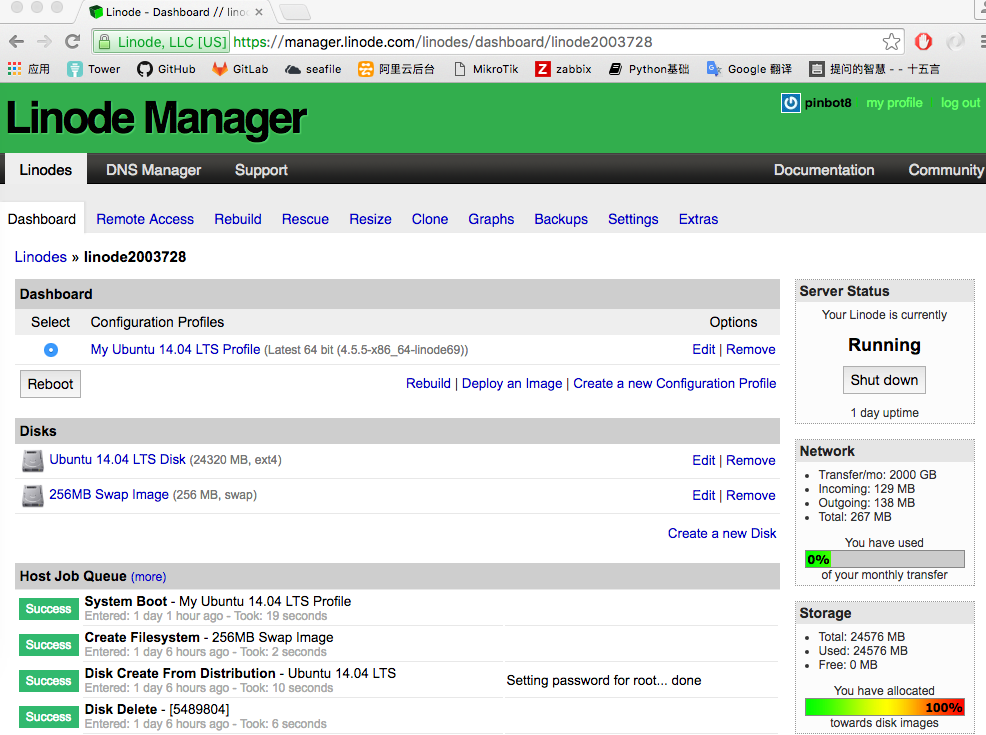 Linode - Dashboard // lino
Linode, LLC [US] https://manager.linode.com/linodes/dashboard/linode2003728
应用 Tower GitHub GitLab seafile 阿里云后台 MikroTik zabbix Python基础 Google 翻译 提问的智慧 - - 十五言
Linode Manager
pinbot8 my profile log out
Linodes DNS Manager Support Documentation Community
Dashboard Remote Access Rebuild Rescue Resize Clone Graphs Backups Settings Extras
Linodes » linode2003728
Dashboard
Select Configuration Profiles Options
My Ubuntu 14.04 LTS Profile (Latest 64 bit (4.5.5-x86_64-linode69)) Edit | Remove
Reboot Rebuild | Deploy an Image | Create a new Configuration Profile
Disks
Ubuntu 14.04 LTS Disk (24320 MB, ext4) Edit | Remove
256MB Swap Image (256 MB, swap) Edit | Remove
Create a new Disk
Host Job Queue (more)
Success System Boot - My Ubuntu 14.04 LTS Profile
Entered: 1 day 1 hour ago - Took: 19 seconds
Success Create Filesystem - 256MB Swap Image
Entered: 1 day 6 hours ago - Took: 2 seconds
Success Disk Create From Distribution - Ubuntu 14.04 LTS Setting password for root... done
Entered: 1 day 6 hours ago - Took: 10 seconds
Success Disk Delete - [5489804]
Entered: 1 day 6 hours ago - Took: 6 seconds
Server Status
Your Linode is currently
Running
Shut down
1 day uptime
Network
Transfer/mo: 2000 GB
Incoming: 129 MB
Outgoing: 138 MB
Total: 267 MB
You have used
0%
of your monthly transfer
Storage
Total: 24576 MB
Used: 24576 MB
Free: 0 MB
You have allocated
100%
towards disk images